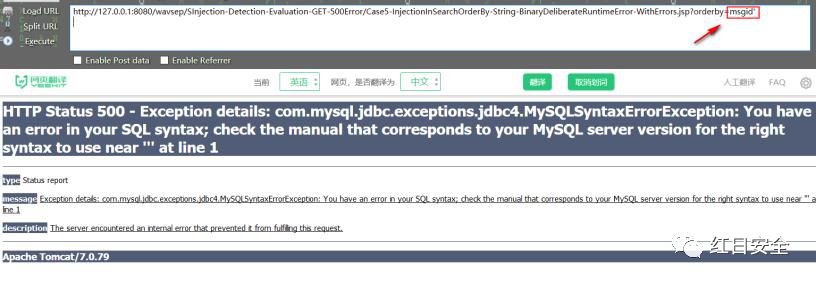 Load URL
http://127.0.0.1:8080/wavsep/SInjection-Detection-Evaluation-GET-500Error/Case5-InjectionInSearchOrderBy-String-BinaryDeliberateRuntimeError-WithErrors.jsp?orderby=msgid'
Split URL
Execute
Enable Post data Enable Referrer
网页翻译 当前 英语 网页，是否翻译为 中文 翻译 取消划词 人工翻译 FAQ
HTTP Status 500 - Exception details: com.mysql.jdbc.exceptions.jdbc4.MySQLSyntaxErrorException: You have
an error in your SQL syntax; check the manual that corresponds to your MySQL server version for the right
syntax to use near ''' at line 1
type Status report
message Exception details: com.mysql.jdbc.exceptions.jdbc4.MySQLSyntaxErrorException: You have an error in your SQL syntax; check the manual that corresponds to your MySQL server version for the right syntax to use near ''' at
line 1
description The server encountered an internal error that prevented it from fulfilling this request.
Apache Tomcat/7.0.79
红日安全